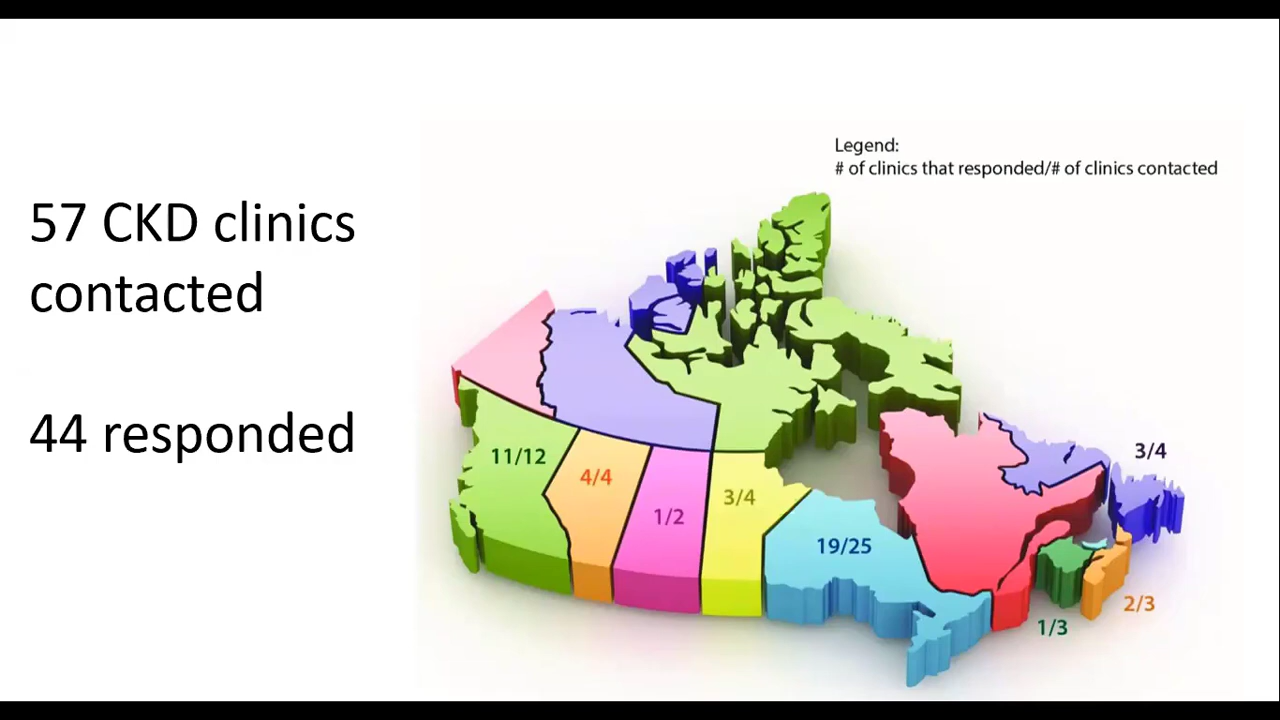 57 CKD clinics
contacted
44 responded
Legend:
# of clinics that responded/# of clinics contacted
11/12
4/4
1/2
3/4
19/25
3/4
2/3
1/3